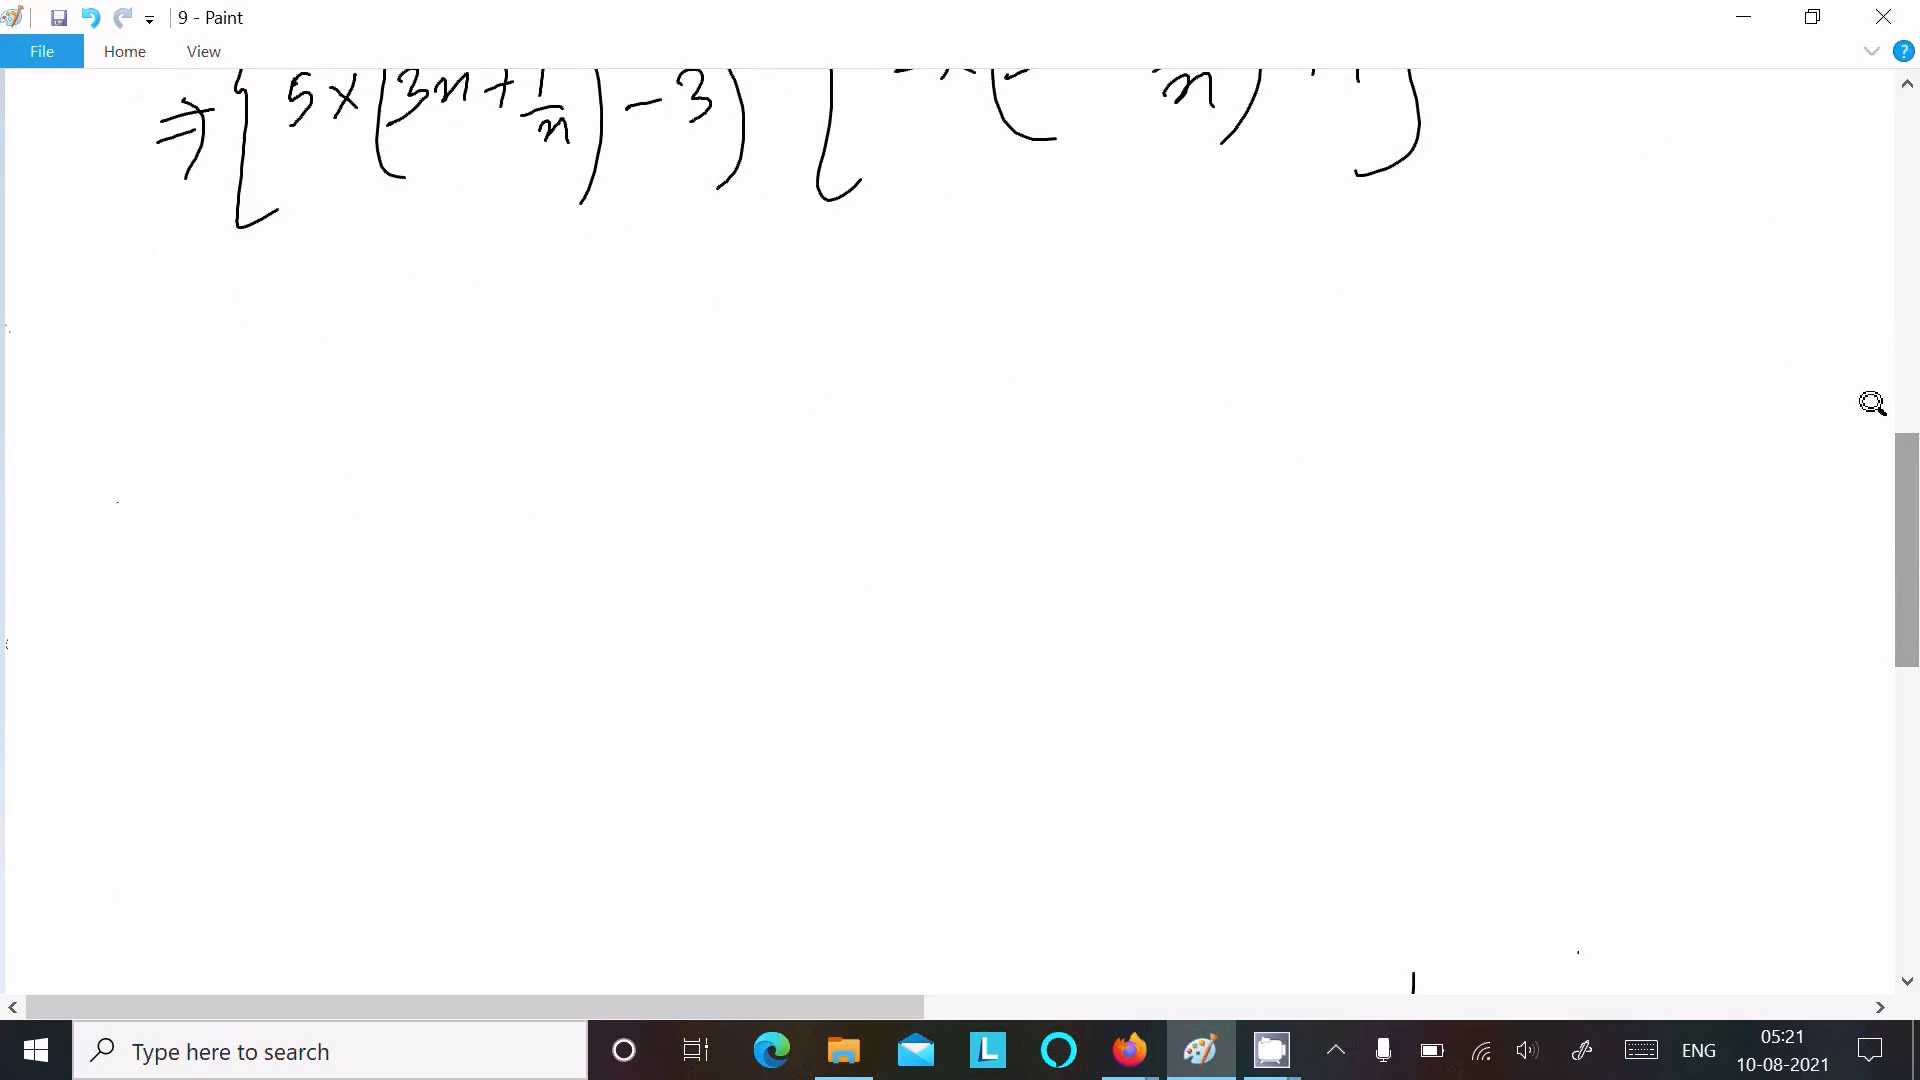 9 - Paint
File Home View
⇒ [ 5 × ( 3x + 1/x ) - 3 ) [ x ) ]
Type here to search
ENG
05:21
10-08-2021